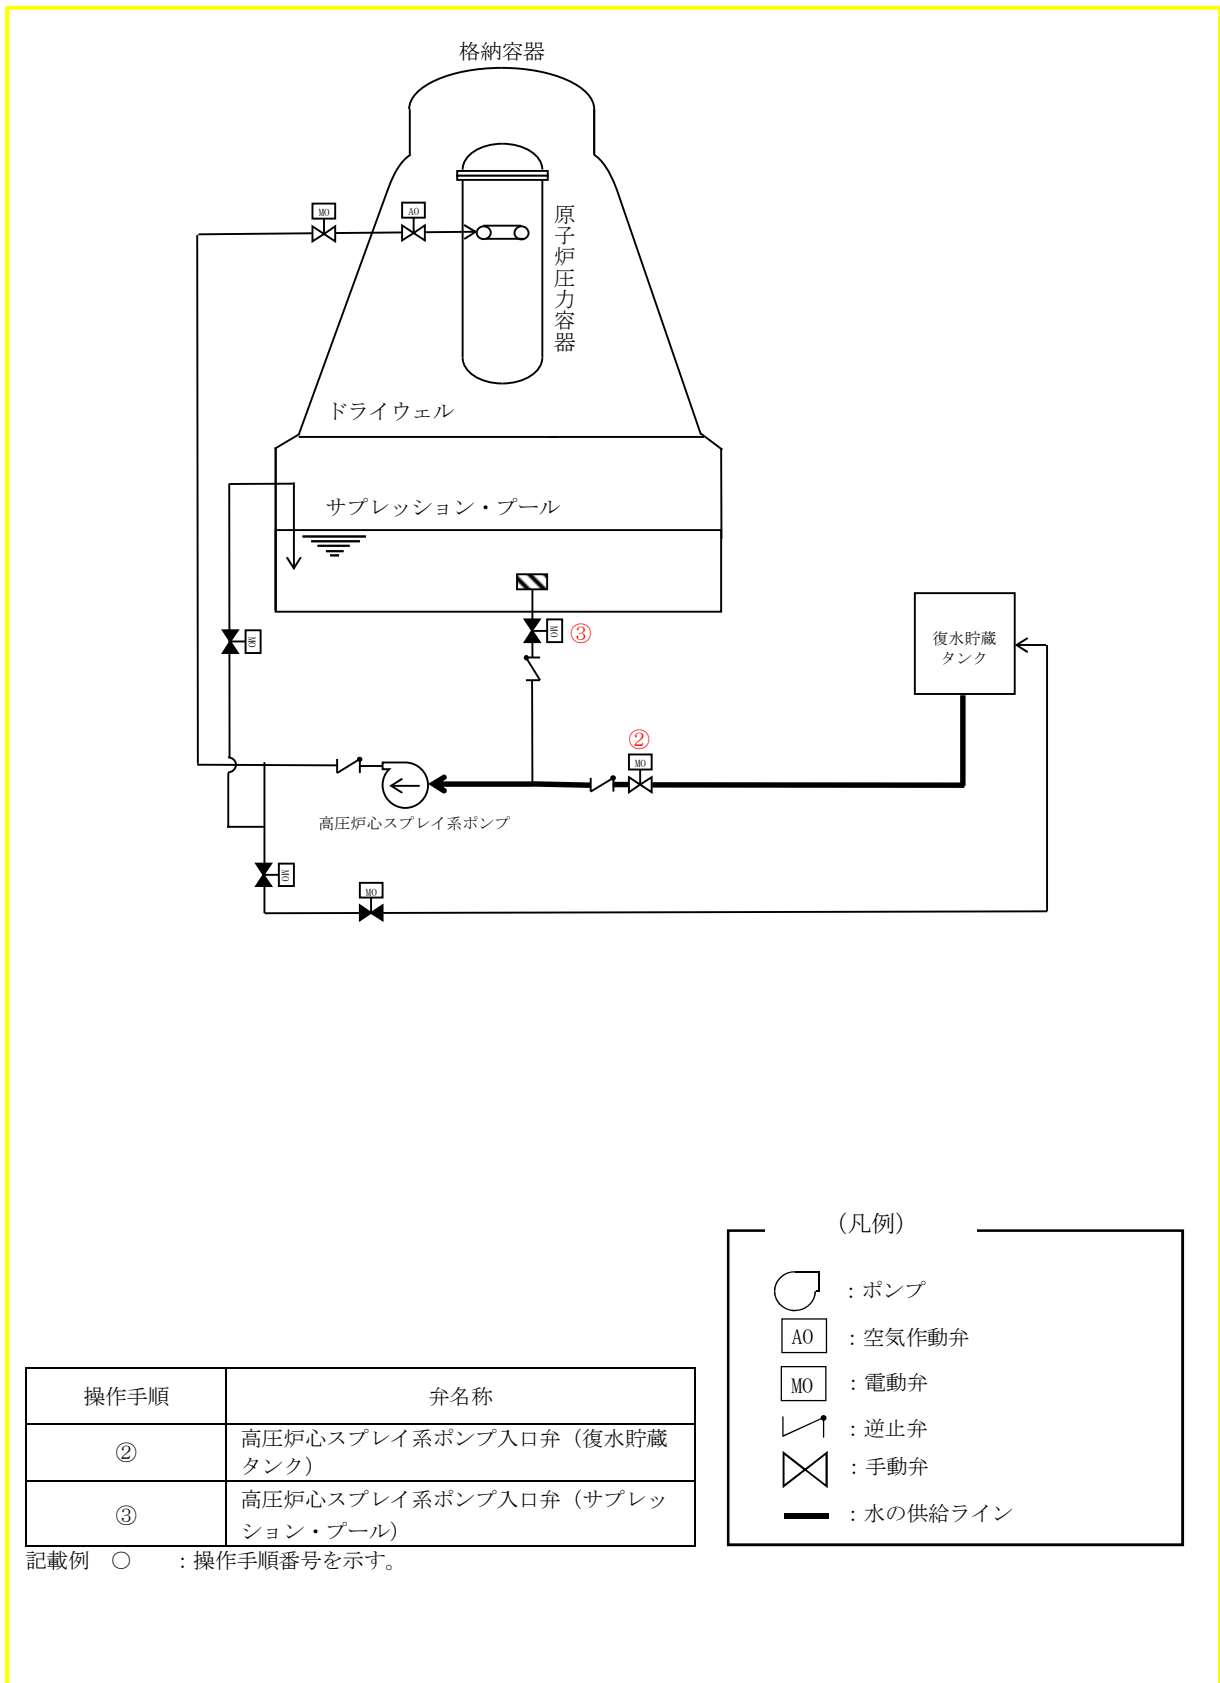 格納容器
MO
AO
原子炉圧力容器
ドライウェル
サプレッション・プール
MO
MO
③
復水貯蔵
タンク
②
MO
高圧炉心スプレイ系ポンプ
MO
MO
(凡例)
：ポンプ
AO
：空気作動弁
MO
：電動弁
：逆止弁
：手動弁
：水の供給ライン
操作手順
弁名称
②
高圧炉心スプレイ系ポンプ入口弁（復水貯蔵
タンク）
③
高圧炉心スプレイ系ポンプ入口弁（サプレッ
ション・プール）
記載例 ○ ：操作手順番号を示す。